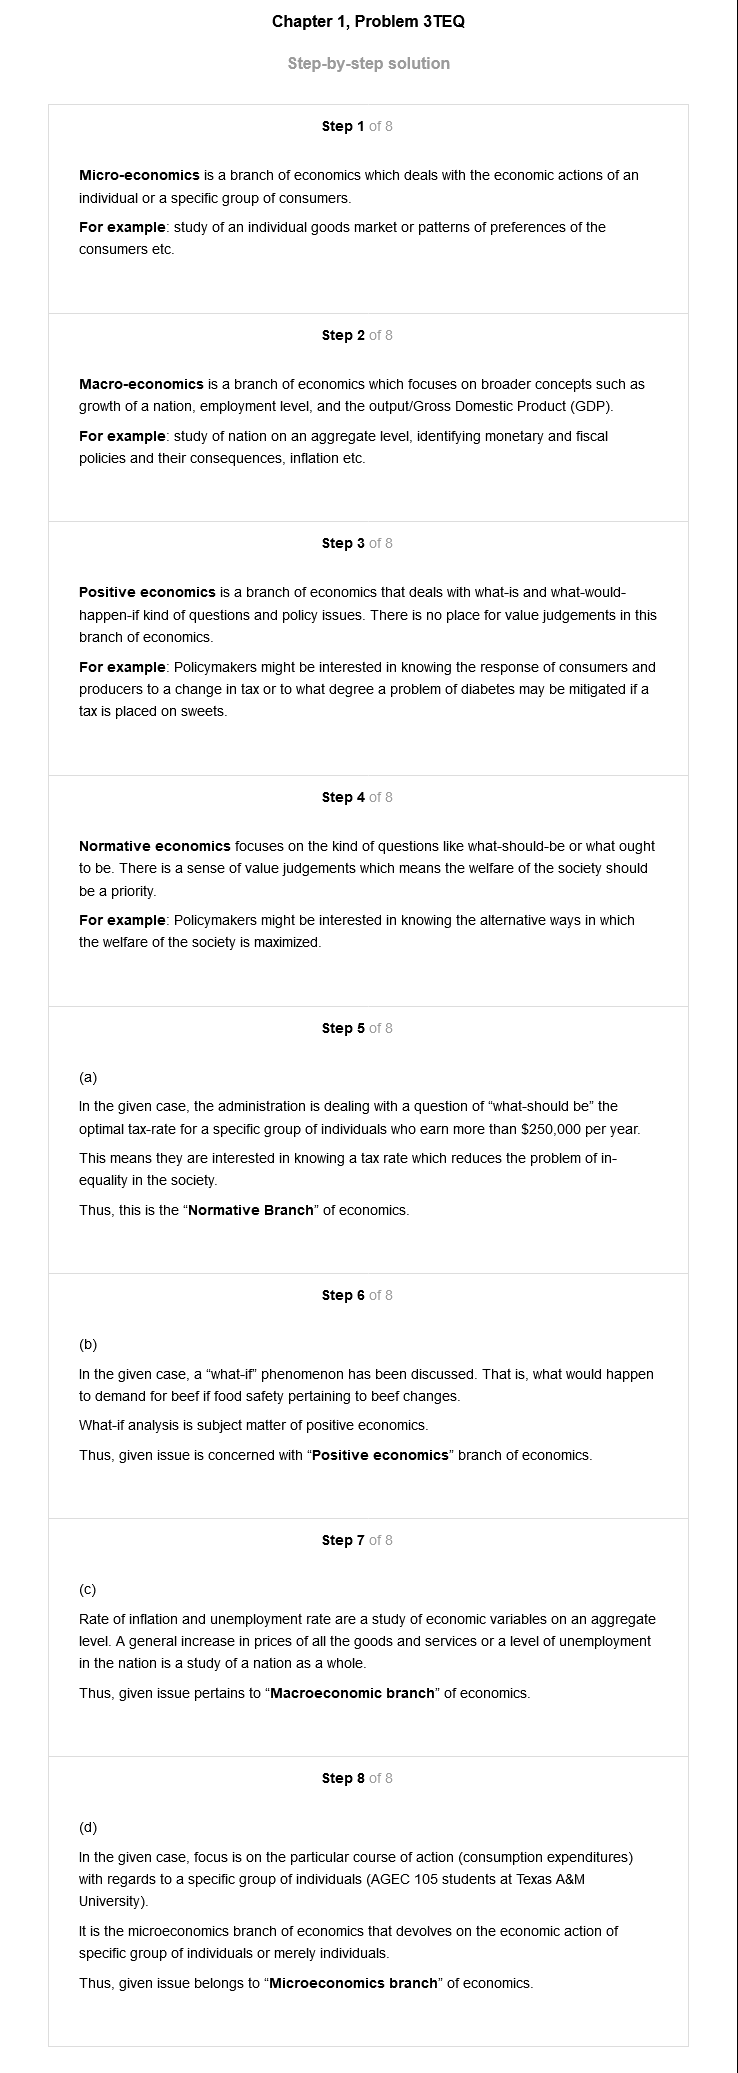 Chapter 1, Problem 3TEQ
Step-by-step solution
Step 1 of 8
Micro-economics is a branch of economics which deals with the economic actions of an
individual or a specific group of consumers.
For example: study of an individual goods market or patterns of preferences of the
consumers etc.
Step 2 of 8
Macro-economics is a branch of economics which focuses on broader concepts such as
growth of a nation, employment level, and the output/Gross Domestic Product (GDP).
For example: study of nation on an aggregate level, identifying monetary and fiscal
policies and their consequences, inflation etc.
Step 3 of 8
Positive economics is a branch of economics that deals with what-is and what-would-
happen-if kind of questions and policy issues. There is no place for value judgements in this
branch of economics.
For example: Policymakers might be interested in knowing the response of consumers and
producers to a change in tax or to what degree a problem of diabetes may be mitigated if a
tax is placed on sweets.
Step 4 of 8
Normative economics focuses on the kind of questions like what-should-be or what ought
to be. There is a sense of value judgements which means the welfare of the society should
be a priority.
For example: Policymakers might be interested in knowing the alternative ways in which
the welfare of the society is maximized.
Step 5 of 8
(a)
In the given case, the administration is dealing with a question of “what-should be” the
optimal tax-rate for a specific group of individuals who earn more than $250,000 per year.
This means they are interested in knowing a tax rate which reduces the problem of in-
equality in the society.
Thus, this is the “Normative Branch” of economics.
Step 6 of 8
(b)
In the given case, a “what-if” phenomenon has been discussed. That is, what would happen
to demand for beef if food safety pertaining to beef changes.
What-if analysis is subject matter of positive economics.
Thus, given issue is concerned with “Positive economics” branch of economics.
Step 7 of 8
(c)
Rate of inflation and unemployment rate are a study of economic variables on an aggregate
level. A general increase in prices of all the goods and services or a level of unemployment
in the nation is a study of a nation as a whole.
Thus, given issue pertains to “Macroeconomic branch” of economics.
Step 8 of 8
(d)
In the given case, focus is on the particular course of action (consumption expenditures)
with regards to a specific group of individuals (AGEC 105 students at Texas A&M
University).
It is the microeconomics branch of economics that devolves on the economic action of
specific group of individuals or merely individuals.
Thus, given issue belongs to “Microeconomics branch” of economics.